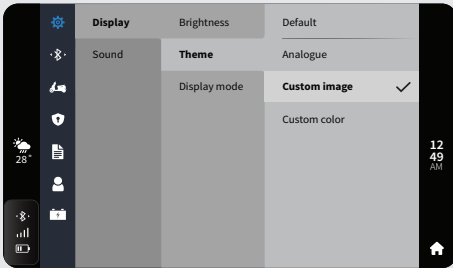 Display
Sound
Brightness
Theme
Display mode
Default
Analogue
Custom image
Custom color
28°
12
49
AM